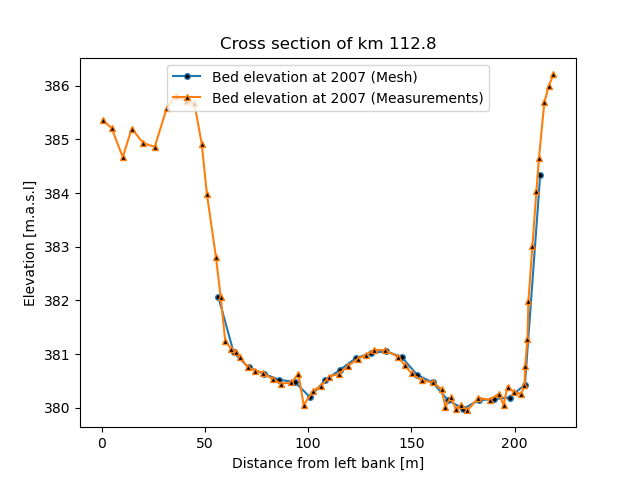 Cross section of km 112.8
Bed elevation at 2007 (Mesh)
Bed elevation at 2007 (Measurements)
386
385
384
383
382
381
380
Elevation [m.a.s.l]
0 50 100 150 200
Distance from left bank [m]